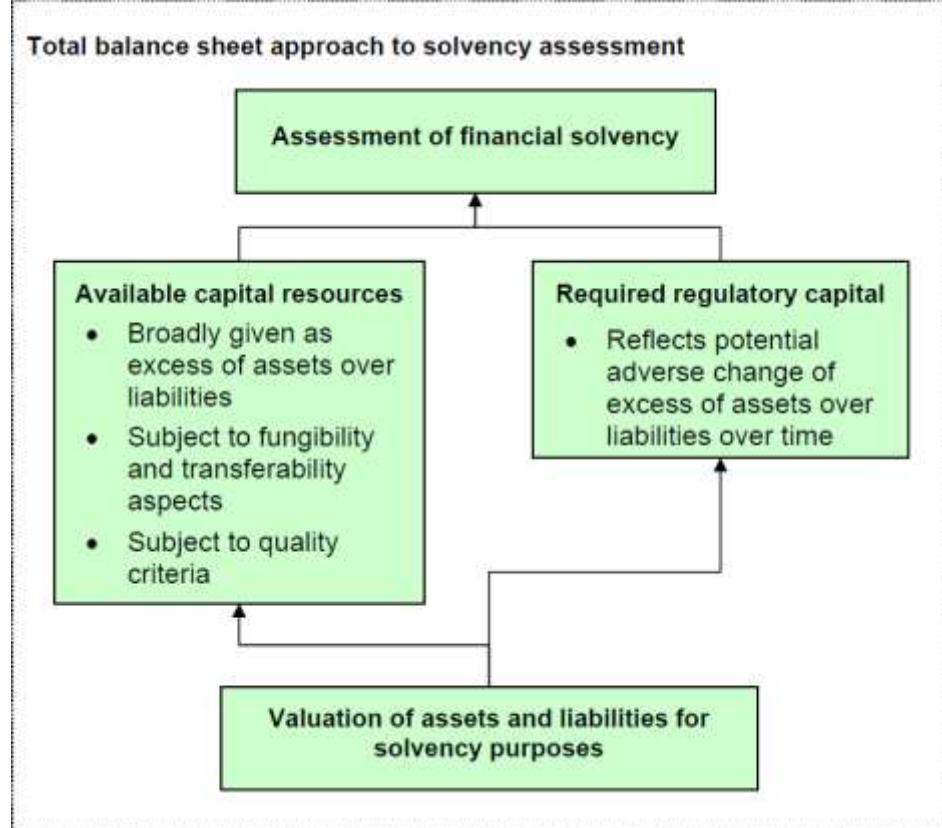 Total balance sheet approach to solvency assessment
Assessment of financial solvency
Available capital resources
• Broadly given as
excess of assets over
liabilities
• Subject to fungibility
and transferability
aspects
• Subject to quality
criteria
Required regulatory capital
• Reflects potential
adverse change of
excess of assets over
liabilities over time
Valuation of assets and liabilities for
solvency purposes